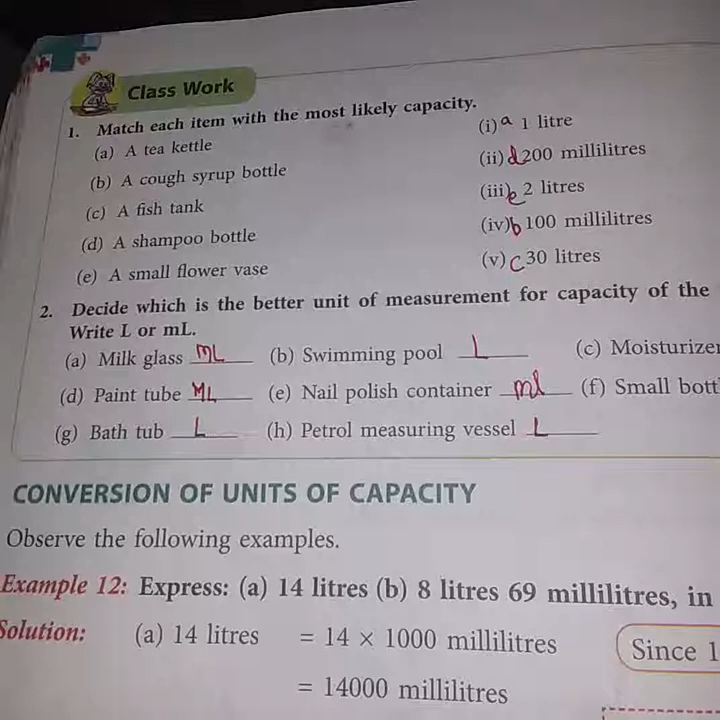 Class Work
1. Match each item with the most likely capacity.
(a) A tea kettle (i) a 1 litre
(b) A cough syrup bottle (ii) d 200 millilitres
(c) A fish tank (iii) e 2 litres
(d) A shampoo bottle (iv) b 100 millilitres
(e) A small flower vase (v) c 30 litres
2. Decide which is the better unit of measurement for capacity of the
Write L or mL.
(a) Milk glass mL (b) Swimming pool L (c) Moisturizer
(d) Paint tube ML (e) Nail polish container ml (f) Small bott
(g) Bath tub L (h) Petrol measuring vessel L
CONVERSION OF UNITS OF CAPACITY
Observe the following examples.
Example 12: Express: (a) 14 litres (b) 8 litres 69 millilitres, in
Solution: (a) 14 litres = 14 × 1000 millilitres Since 1
= 14000 millilitres